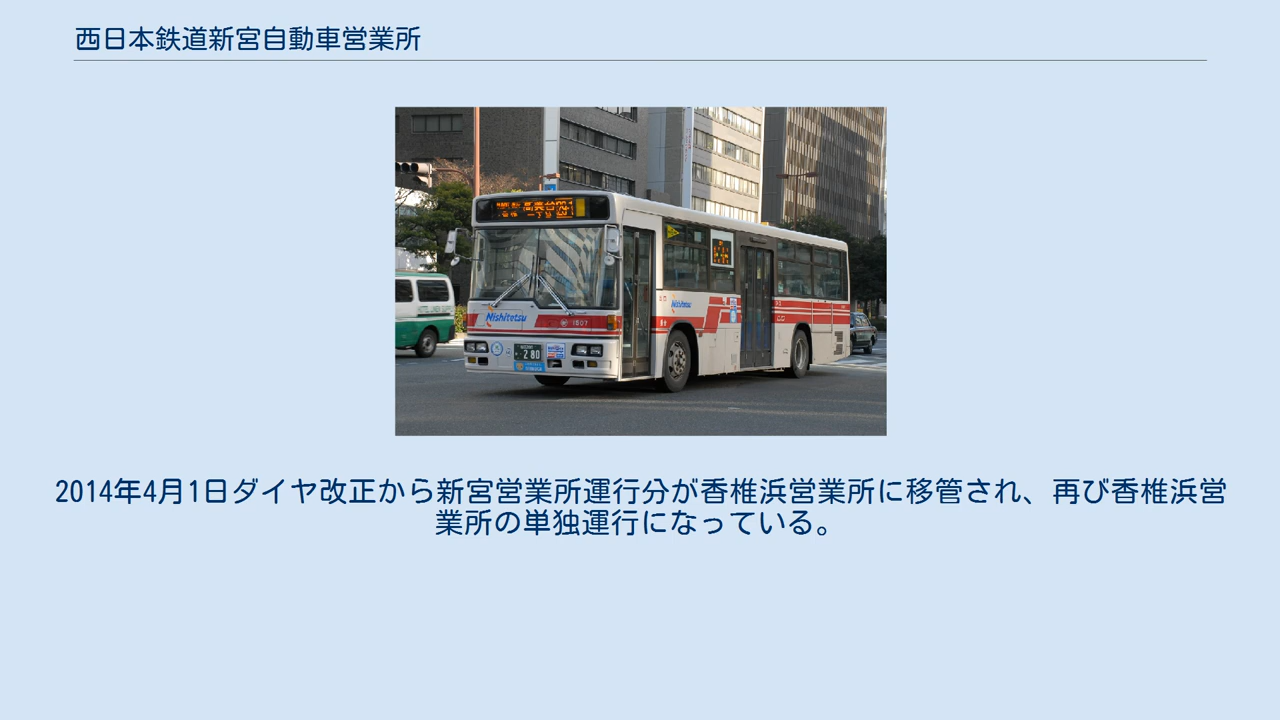 西日本鉄道新宮自動車営業所
Nishitetsu
Nishitetsu
1807
280
2014年4月1日ダイヤ改正から新宮営業所運行分が香椎浜営業所に移管され、再び香椎浜営
業所の単独運行になっている。